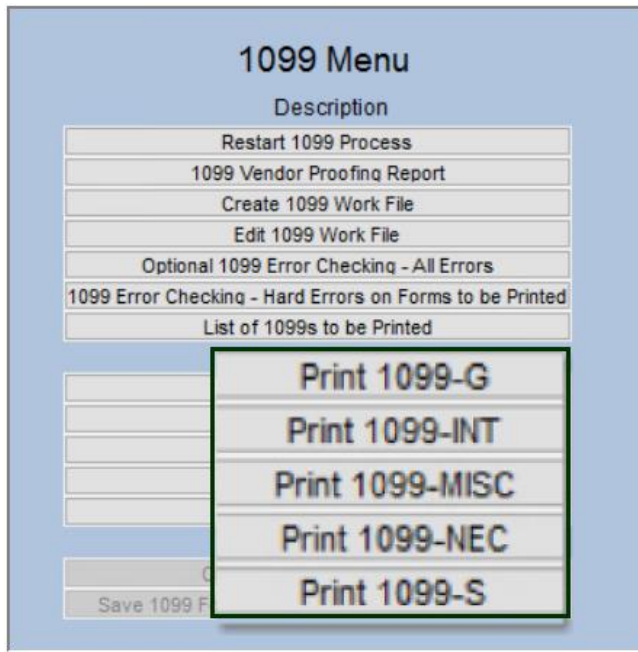 1099 Menu
Description
Restart 1099 Process
1099 Vendor Proofing Report
Create 1099 Work File
Edit 1099 Work File
Optional 1099 Error Checking - All Errors
1099 Error Checking - Hard Errors on Forms to be Printed
List of 1099s to be Printed
Print 1099-G
Print 1099-INT
Print 1099-MISC
Print 1099-NEC
Print 1099-S
Save 1099